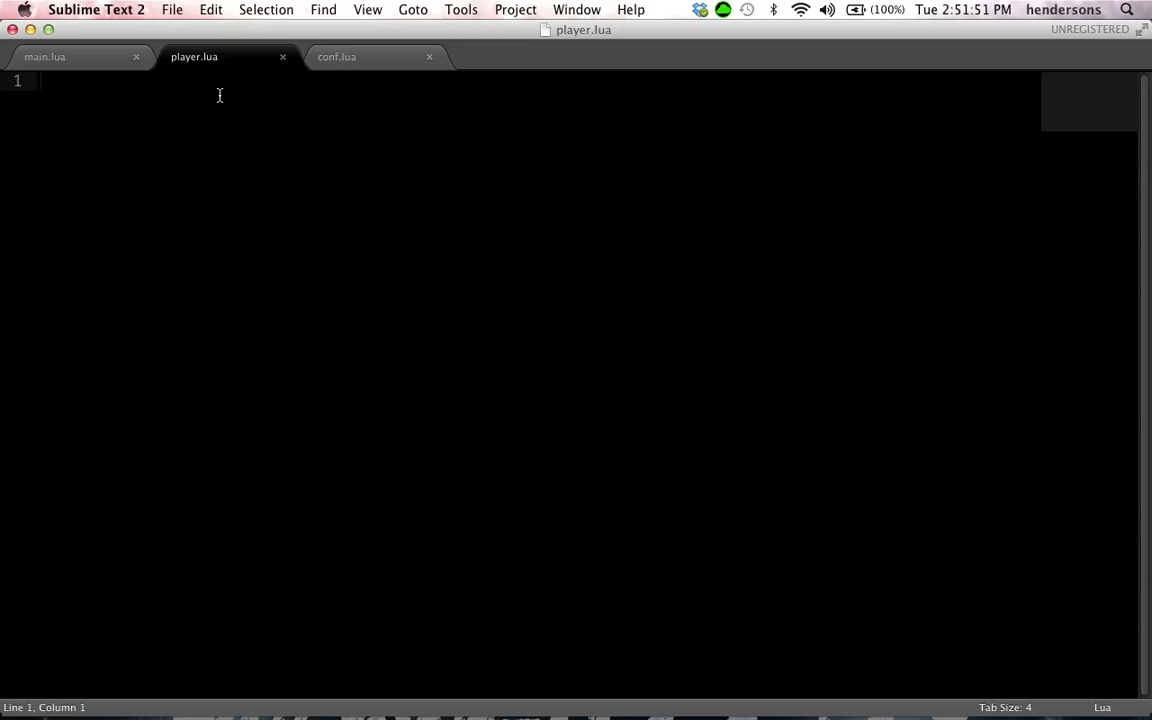 Sublime Text 2 File Edit Selection Find View Goto Tools Project Window Help (100%) Tue 2:51:51 PM hendersons
player.lua UNREGISTERED
main.lua × player.lua × conf.lua ×
1
Line 1, Column 1 Tab Size: 4 Lua